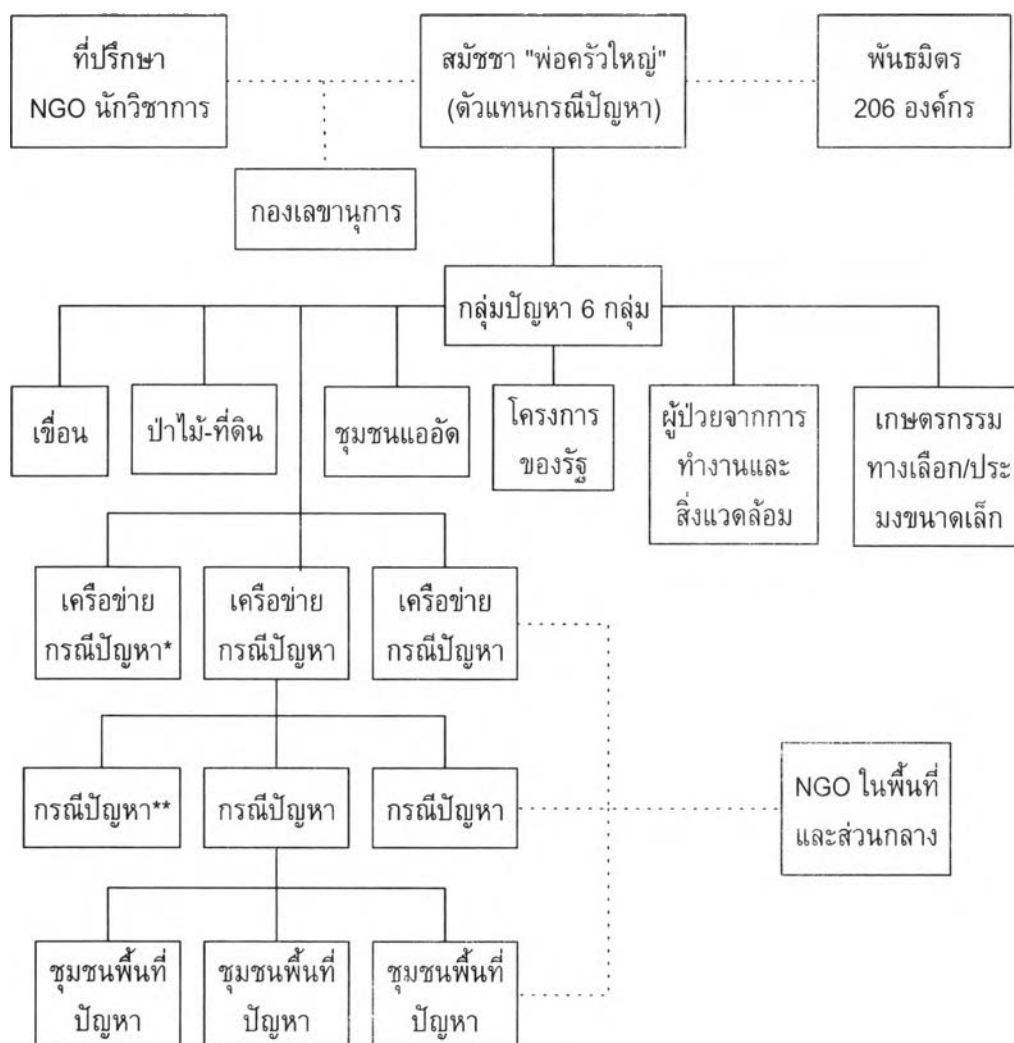 ที่ปรึกษา
NGO นักวิชาการ
สมัชชา "พ่อครัวใหญ่"
(ตัวแทนกรณีปัญหา)
พันธมิตร
206 องค์กร
กองเลขานุการ
กลุ่มปัญหา 6 กลุ่ม
เขื่อน
ป่าไม้-ที่ดิน
ชุมชนแออัด
โครงการ
ของรัฐ
ผู้ป่วยจากการ
ทำงานและ
สิ่งแวดล้อม
เกษตรกรรม
ทางเลือก/ประ
มงขนาดเล็ก
เครือข่าย
กรณีปัญหา*
เครือข่าย
กรณีปัญหา
เครือข่าย
กรณีปัญหา
กรณีปัญหา**
กรณีปัญหา
กรณีปัญหา
NGO ในพื้นที่
และส่วนกลาง
ชุมชนพื้นที่
ปัญหา
ชุมชนพื้นที่
ปัญหา
ชุมชนพื้นที่
ปัญหา